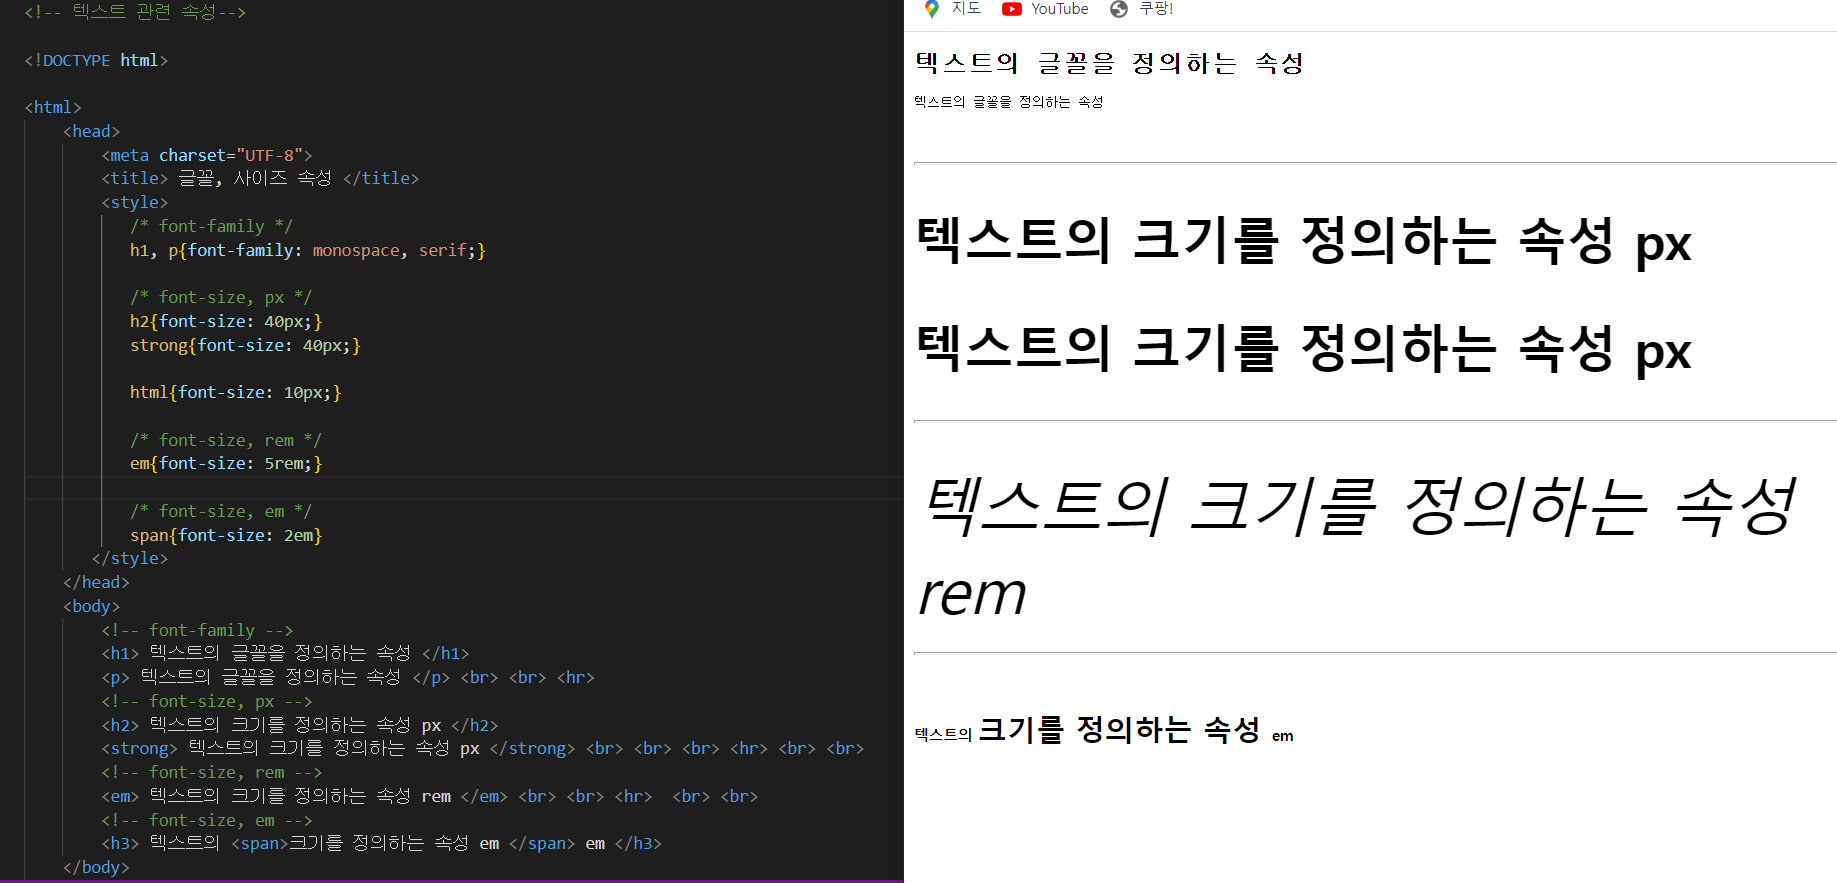 <!-- 텍스트 관련 속성-->
<!DOCTYPE html>
<html>
<head>
<meta charset="UTF-8">
<title> 글꼴, 사이즈 속성 </title>
<style>
/* font-family */
h1, p{font-family: monospace, serif;}
/* font-size, px */
h2{font-size: 40px;}
strong{font-size: 40px;}
html{font-size: 10px;}
/* font-size, rem */
em{font-size: 5rem;}
/* font-size, em */
span{font-size: 2em}
</style>
</head>
<body>
<!-- font-family -->
<h1> 텍스트의 글꼴을 정의하는 속성 </h1>
<p> 텍스트의 글꼴을 정의하는 속성 </p> <br> <br> <hr>
<!-- font-size, px -->
<h2> 텍스트의 크기를 정의하는 속성 px </h2>
<strong> 텍스트의 크기를 정의하는 속성 px </strong> <br> <br> <br> <hr> <br> <br>
<!-- font-size, rem -->
<em> 텍스트의 크기를 정의하는 속성 rem </em> <br> <br> <hr>  <br> <br>
<!-- font-size, em -->
<h3> 텍스트의 <span>크기를 정의하는 속성 em </span> em </h3>
</body>
지도 YouTube 쿠팡!
텍스트의 글꼴을 정의하는 속성
텍스트의 글꼴을 정의하는 속성
텍스트의 크기를 정의하는 속성 px
텍스트의 크기를 정의하는 속성 px
텍스트의 크기를 정의하는 속성
rem
텍스트의 크기를 정의하는 속성 em